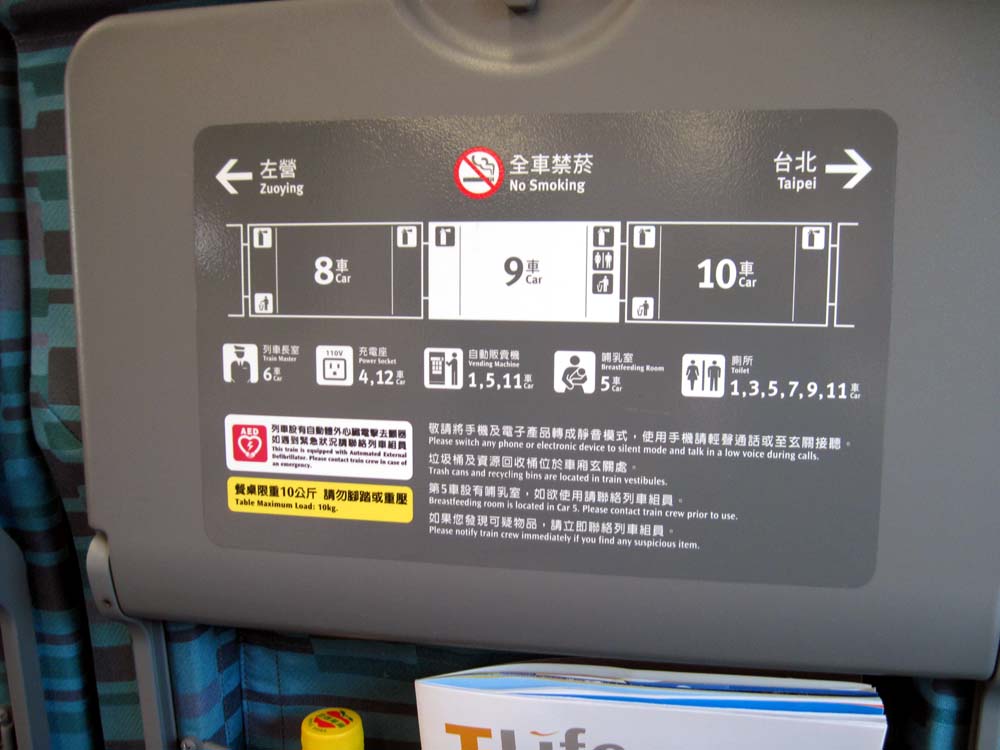 左營
Zuoying
全車禁菸
No Smoking
台北
Taipei
8車
Car
9車
Car
10車
Car
列車長室
Train Master
6車
Car
110V
充電座
Power Socket
4,12車
Car
自動販賣機
Vending Machine
1,5,11車
Car
哺乳室
Breastfeeding Room
5車
Car
廁所
Toilet
1,3,5,7,9,11車
Car
AED
列車設有自動體外心臟電擊去顫器
如遇到緊急狀況請聯絡列車組員
This train is equipped with Automated External
Defibrillator. Please contact train crew in case of
an emergency.
餐桌限重10公斤 請勿腳踏或重壓
Table Maximum Load: 10kg.
敬請將手機及電子產品轉成靜音模式，使用手機請輕聲通話或至玄關接聽。
Please switch any phone or electronic device to silent mode and talk in a low voice during calls.
垃圾桶及資源回收桶位於車廂玄關處。
Trash cans and recycling bins are located in train vestibules.
第5車設有哺乳室，如欲使用請聯絡列車組員。
Breastfeeding room is located in Car 5. Please contact train crew prior to use.
如果您發現可疑物品，請立即聯絡列車組員。
Please notify train crew immediately if you find any suspicious item.
TLife